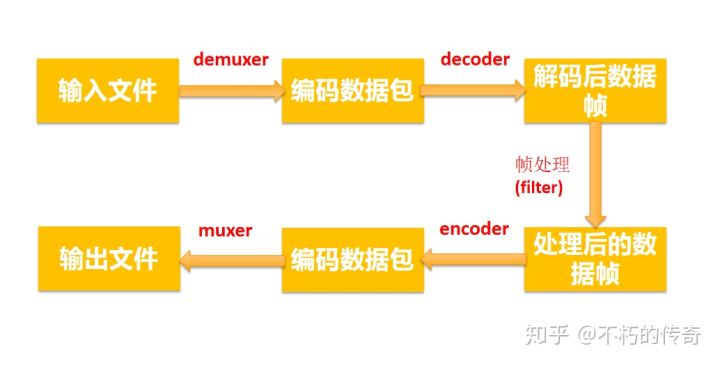 demuxer
decoder
输入文件
编码数据包
解码后数据
帧
帧处理
(filter)
muxer
encoder
输出文件
编码数据包
处理后的数
据帧
知乎 @不朽的传奇